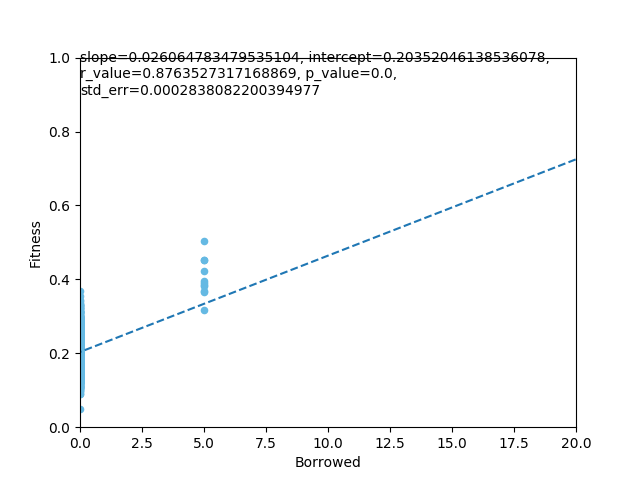 slope=0.026064783479535104, intercept=0.20352046138536078,
r_value=0.8763527317168869, p_value=0.0,
std_err=0.0002838082200394977
1.0
0.8
0.6
0.4
0.2
0.0
Fitness
0.0 2.5 5.0 7.5 10.0 12.5 15.0 17.5 20.0
Borrowed